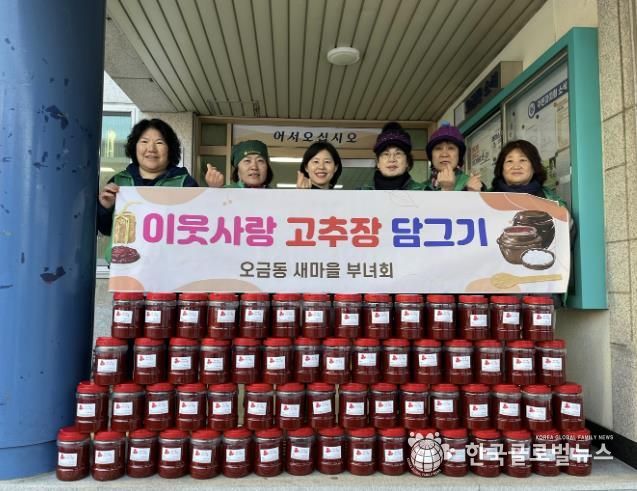 어서오십시오
이웃사랑 고추장 담그기
오금동 새마을 부녀회
KOREA GLOBAL FAMILY NEWS
한국글로벌뉴스